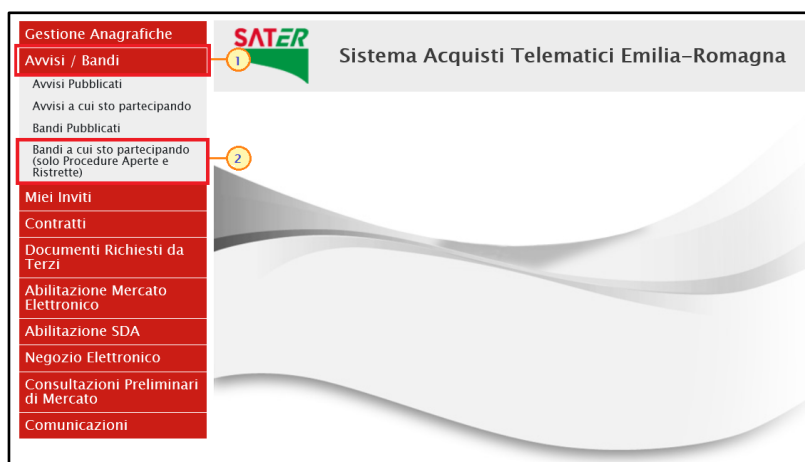 Gestione Anagrafiche
Avvisi / Bandi
Avvisi Pubblicati
Avvisi a cui sto partecipando
Bandi Pubblicati
Bandi a cui sto partecipando
(solo Procedure Aperte e
Ristrette)
Miei Inviti
Contratti
Documenti Richiesti da
Terzi
Abilitazione Mercato
Elettronico
Abilitazione SDA
Negozio Elettronico
Consultazioni Preliminari
di Mercato
Comunicazioni
1
2
SATER
Sistema Acquisti Telematici Emilia-Romagna